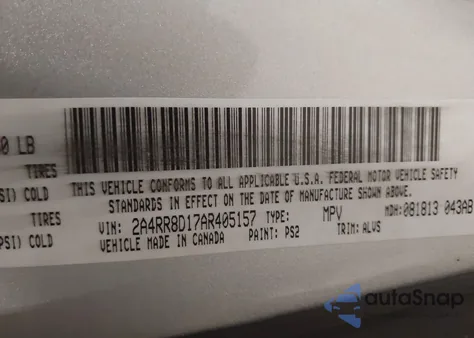 0 LB
TIRES
PSI) COLD
TIRES
PSI) COLD
THIS VEHICLE CONFORMS TO ALL APPLICABLE U.S.A. FEDERAL MOTOR VEHICLE SAFETY
STANDARDS IN EFFECT ON THE DATE OF MANUFACTURE SHOWN ABOVE.
VIN: 2A4RR8D17AR405157 TYPE: MPV MDH: 081813 043AB
VEHICLE MADE IN CANADA PAINT: PS2 TRIM: ALVS
autaSnap